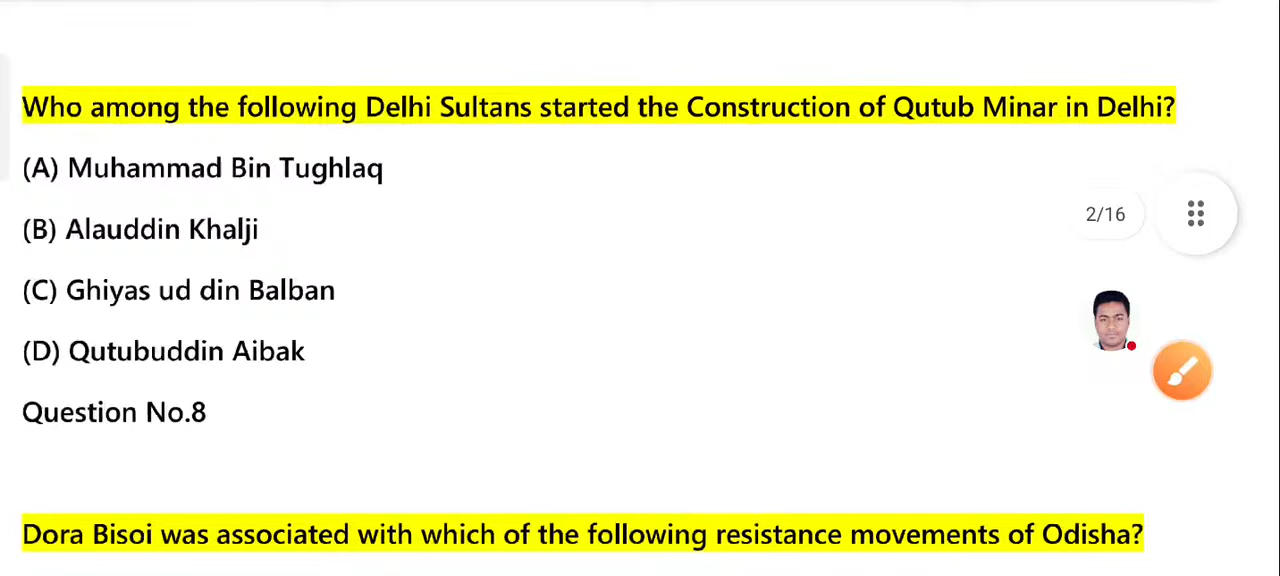 Who among the following Delhi Sultans started the Construction of Qutub Minar in Delhi?
(A) Muhammad Bin Tughlaq
(B) Alauddin Khalji
2/16
(C) Ghiyas ud din Balban
(D) Qutubuddin Aibak
Question No.8
Dora Bisoi was associated with which of the following resistance movements of Odisha?